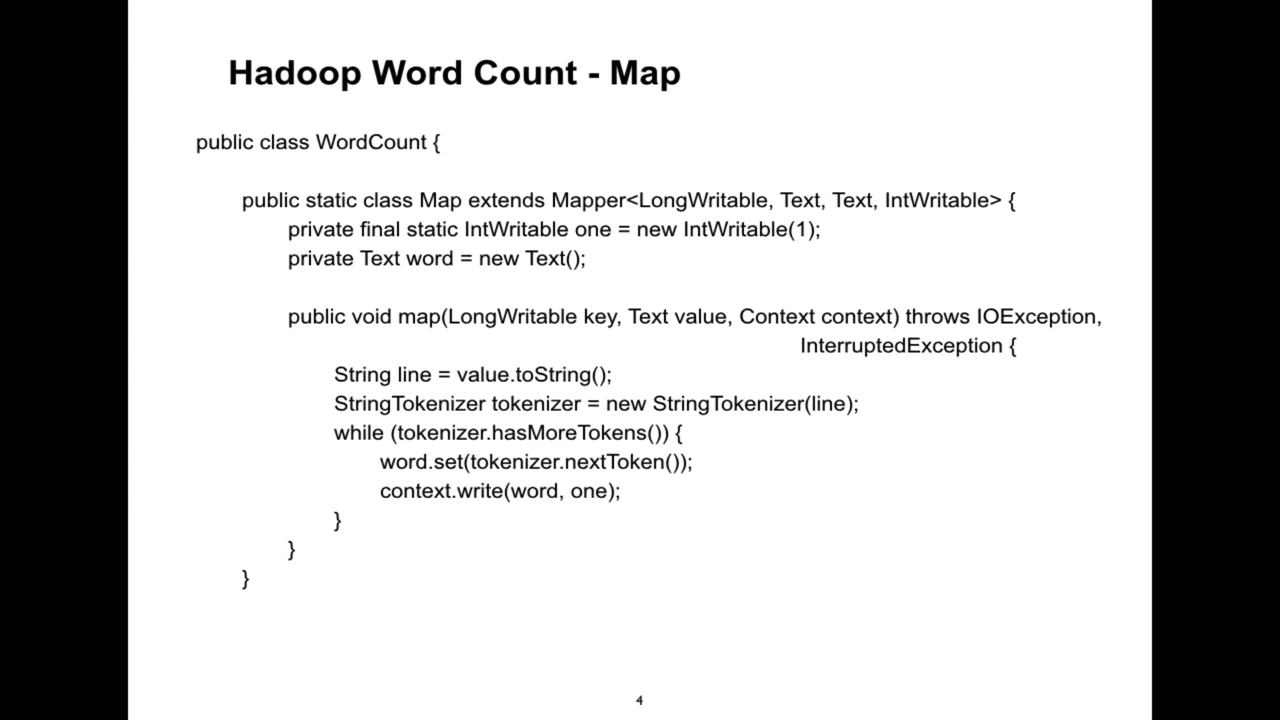 Hadoop Word Count - Map
public class WordCount {
public static class Map extends Mapper<LongWritable, Text, Text, IntWritable> {
private final static IntWritable one = new IntWritable(1);
private Text word = new Text();
public void map(LongWritable key, Text value, Context context) throws IOException,
InterruptedException {
String line = value.toString();
StringTokenizer tokenizer = new StringTokenizer(line);
while (tokenizer.hasMoreTokens()) {
word.set(tokenizer.nextToken());
context.write(word, one);
}
}
}
4